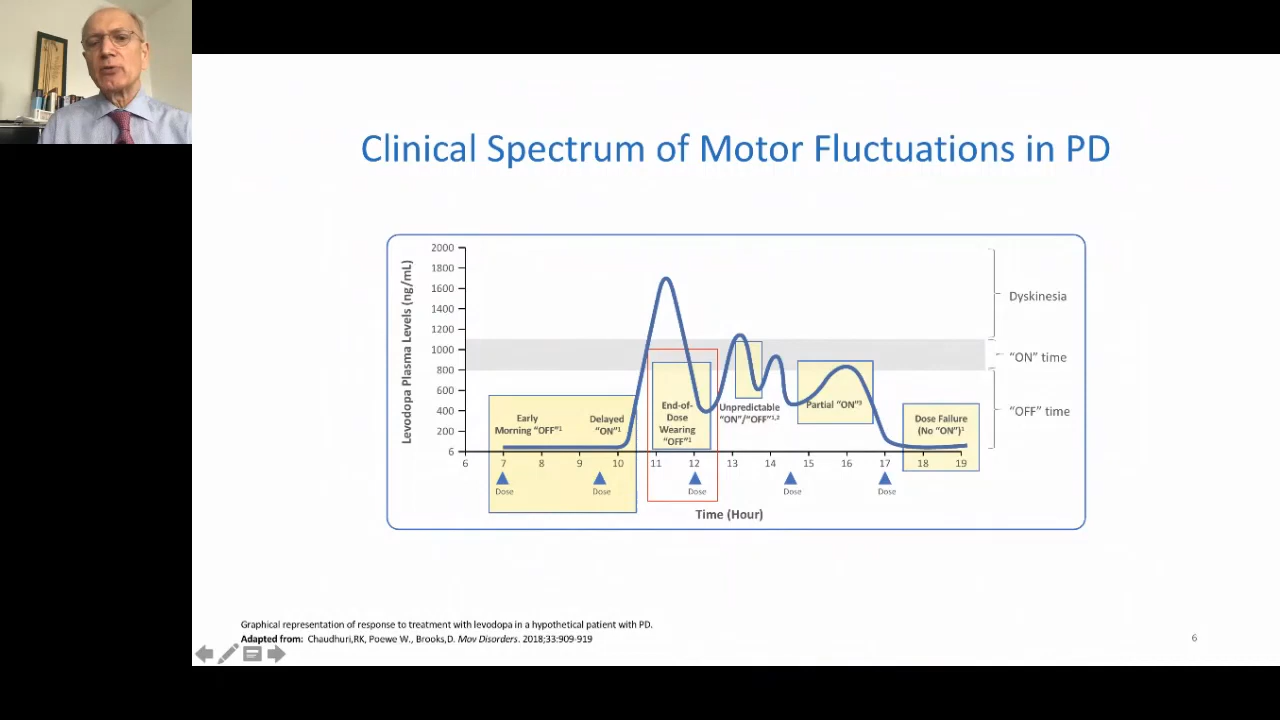 Clinical Spectrum of Motor Fluctuations in PD
Levodopa Plasma Levels (ng/mL)
2000
1800
1600
1400
1200
1000
800
600
400
200
6
Dyskinesia
“ON” time
“OFF” time
Early
Morning “OFF”¹
Delayed
“ON”¹
End-of-
Dose
Wearing
“OFF”¹
Unpredictable
“ON”/“OFF”¹,²
Partial “ON”³
Dose Failure
(No “ON”)¹
6 7 8 9 10 11 12 13 14 15 16 17 18 19
Dose Dose Dose Dose Dose
Time (Hour)
Graphical representation of response to treatment with levodopa in a hypothetical patient with PD.
Adapted from: Chaudhuri,RK, Poewe W., Brooks,D. Mov Disorders. 2018;33:909-919
6